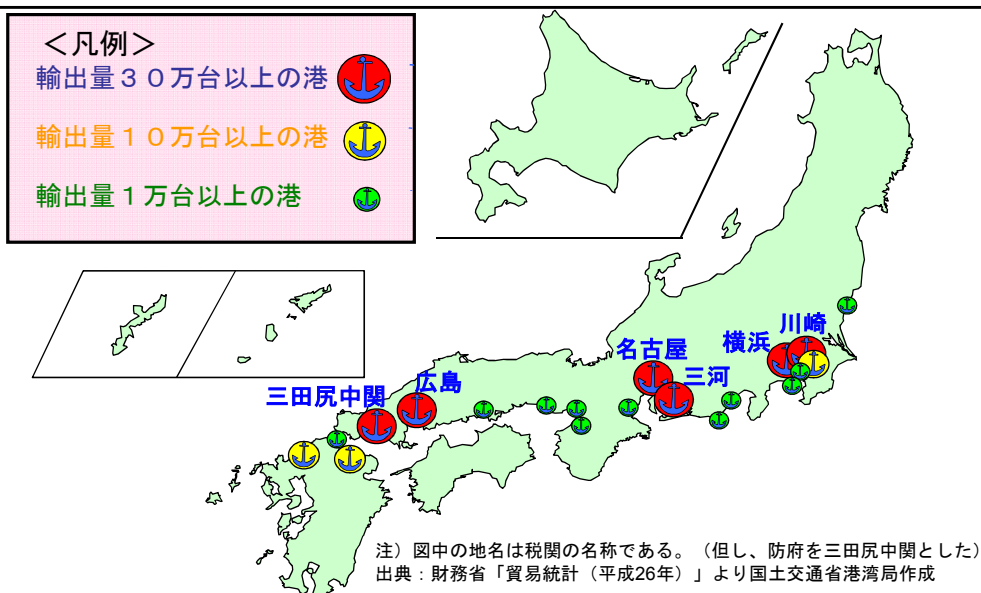 ＜凡例＞
輸出量３０万台以上の港
輸出量１０万台以上の港
輸出量１万台以上の港
川崎
横浜
名古屋
三河
広島
三田尻中関
注）図中の地名は税関の名称である。（但し、防府を三田尻中関とした）
出典：財務省「貿易統計（平成26年）」より国土交通省港湾局作成